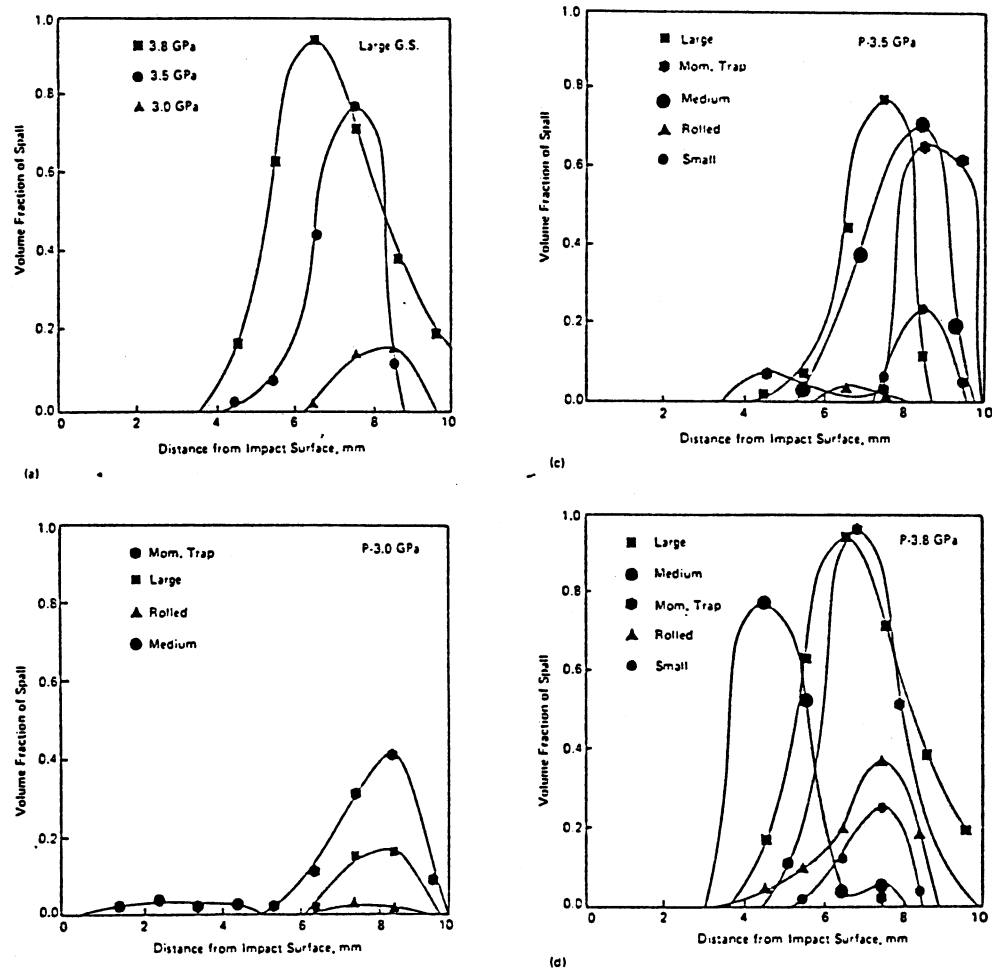 1.0
0.8
0.6
0.4
0.2
0.0
3.8 GPa
3.5 GPa
3.0 GPa
Large G.S.
Volume Fraction of Spall
0 2 4 6 8 10
Distance from Impact Surface, mm
(a)
1.0
0.8
0.6
0.4
0.2
0.0
Large
Mom. Trap
Medium
Rolled
Small
P-3.5 GPa
Volume Fraction of Spall
0 2 4 6 8 10
Distance from Impact Surface, mm
(c)
1.0
0.8
0.6
0.4
0.2
0.0
Mom. Trap
Large
Rolled
Medium
P-3.0 GPa
Volume Fraction of Spall
0 2 4 6 8 10
Distance from Impact Surface, mm
1.0
0.8
0.6
0.4
0.2
0.0
Large
Medium
Mom. Trap
Rolled
Small
P-3.8 GPa
Volume Fraction of Spall
0 2 4 6 8 10
Distance from Impact Surface, mm
(d)